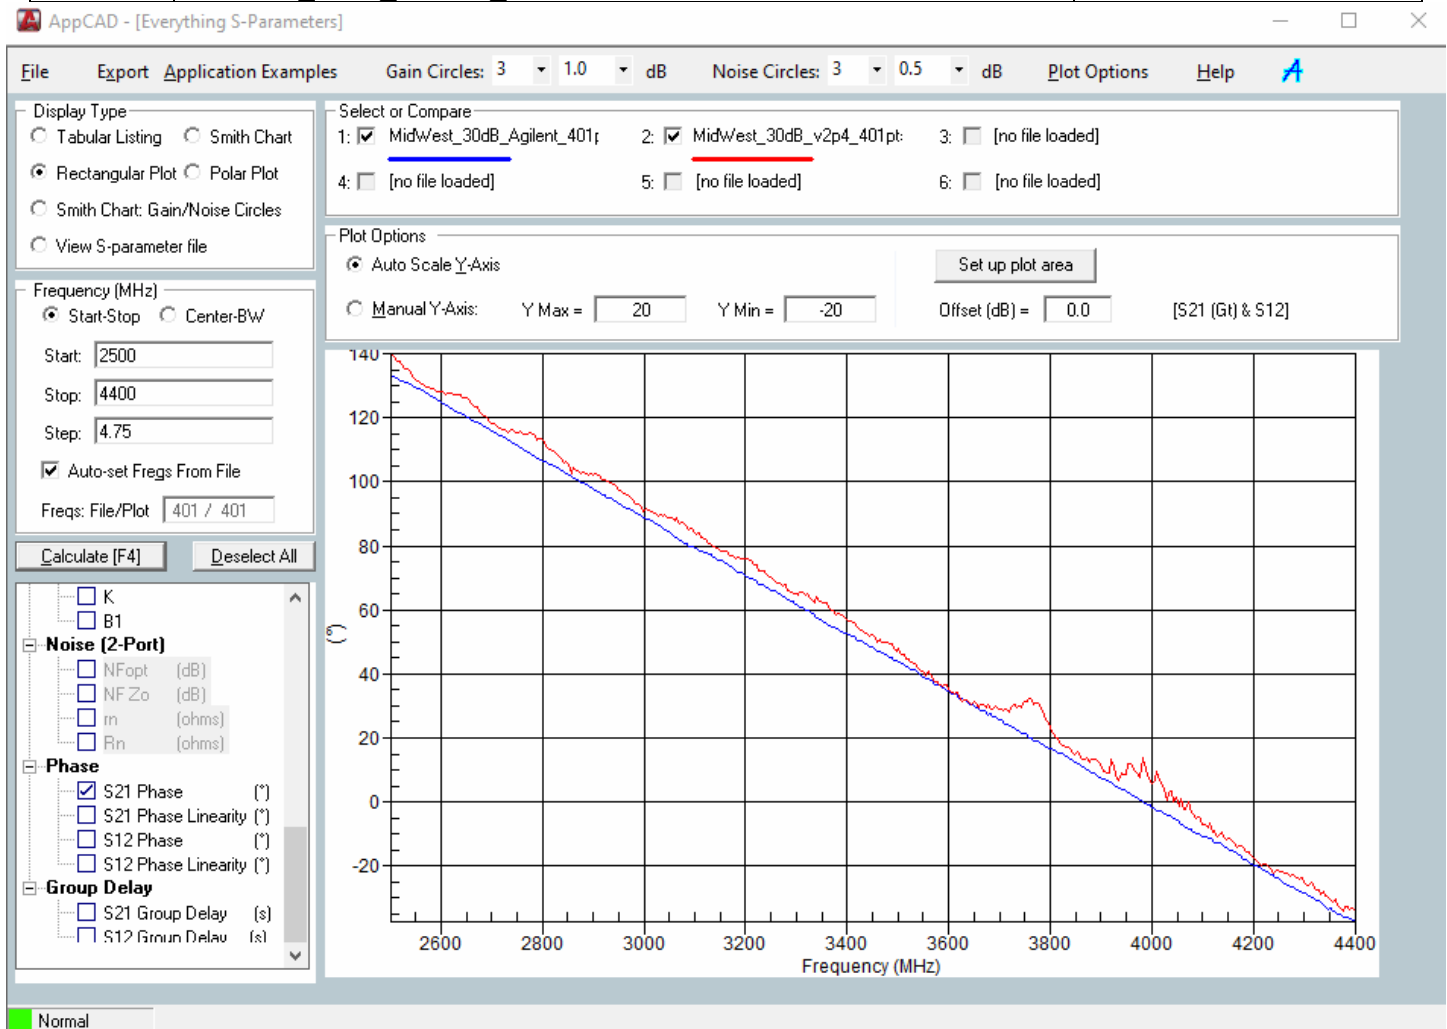 AppCAD - [Everything S-Parameters]
File Export Application Examples Gain Circles: 3 1.0 dB Noise Circles: 3 0.5 dB Plot Options Help A
Display Type
Tabular Listing Smith Chart
Rectangular Plot Polar Plot
Smith Chart: Gain/Noise Circles
View S-parameter file
Select or Compare
1: MidWest_30dB_Agilent_401p 2: MidWest_30dB_v2p4_401pts 3: [no file loaded]
4: [no file loaded] 5: [no file loaded] 6: [no file loaded]
Plot Options
Auto Scale Y-Axis Set up plot area
Manual Y-Axis: Y Max = 20 Y Min = -20 Offset (dB) = 0.0 [S21 (Gt) & S12]
Frequency (MHz)
Start-Stop Center-BW
Start: 2500
Stop: 4400
Step: 4.75
Auto-set Freqs From File
Freqs: File/Plot 401 / 401
Calculate [F4] Deselect All
K
B1
Noise (2-Port)
NFopt (dB)
NF Zo (dB)
rn (ohms)
Rn (ohms)
Phase
S21 Phase (°)
S21 Phase Linearity (°)
S12 Phase (°)
S12 Phase Linearity (°)
Group Delay
S21 Group Delay (s)
S12 Group Delay (s)
140
120
100
80
60
40
20
0
-20
(°)
2600 2800 3000 3200 3400 3600 3800 4000 4200 4400
Frequency (MHz)
Normal